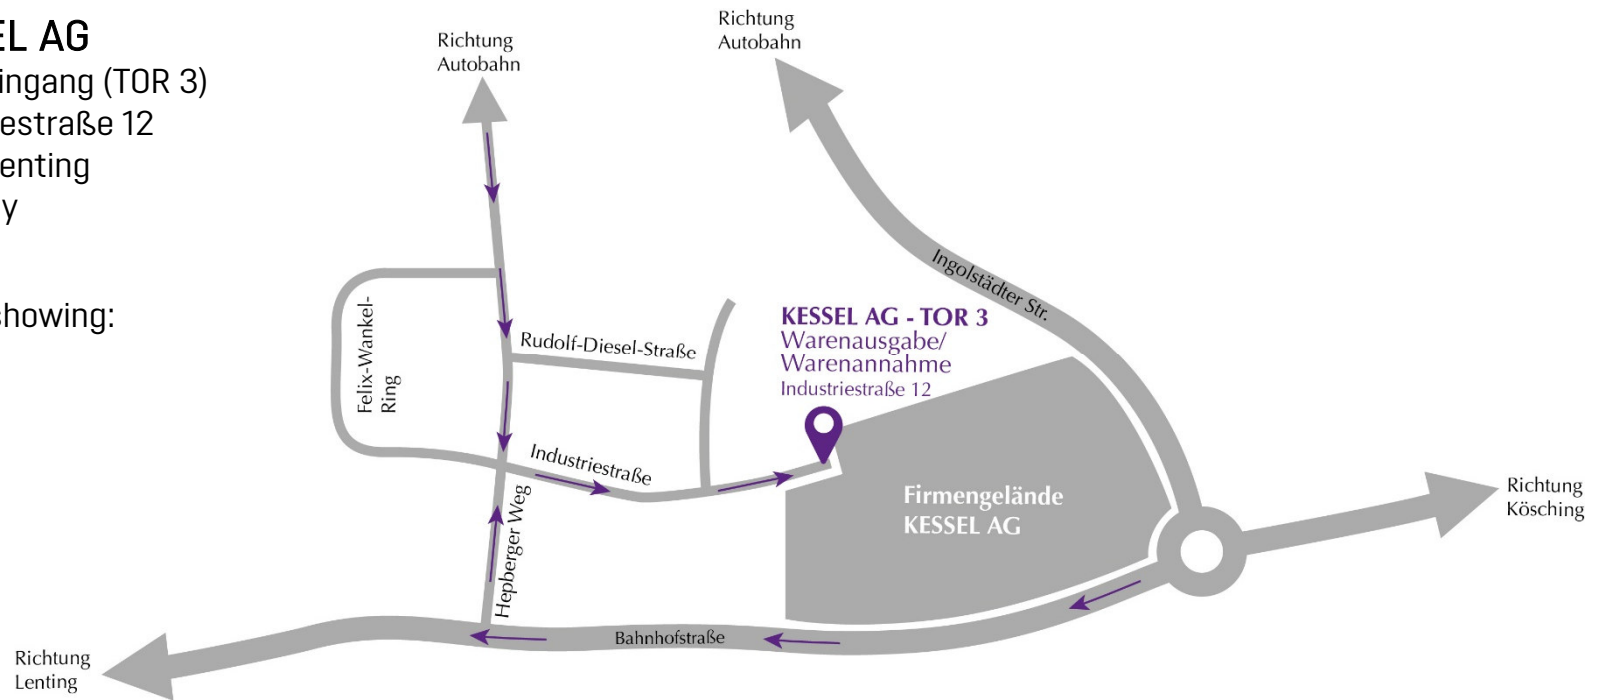 EL AG
ingang (TOR 3)
estraße 12
enting
y
showing:
Richtung
Autobahn
Richtung
Autobahn
Ingolstädter Str.
Felix-Wankel-
Ring
Rudolf-Diesel-Straße
KESSEL AG - TOR 3
Warenausgabe/
Warenannahme
Industriestraße 12
Industriestraße
Hepberger Weg
Firmengelände
KESSEL AG
Richtung
Kösching
Bahnhofstraße
Richtung
Lenting